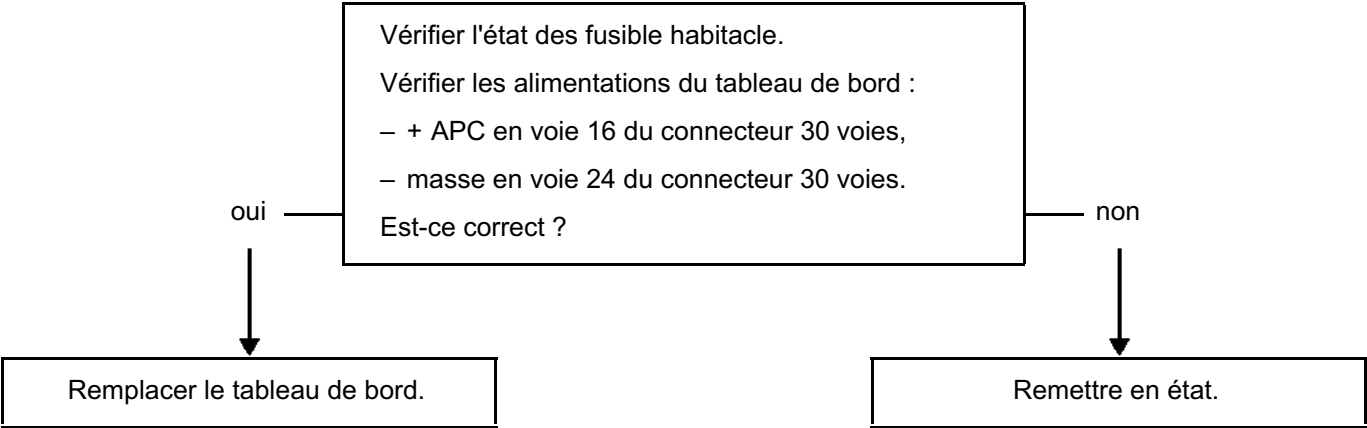 Vérifier l'état des fusible habitacle.
Vérifier les alimentations du tableau de bord :
– + APC en voie 16 du connecteur 30 voies,
– masse en voie 24 du connecteur 30 voies.
Est-ce correct ?
oui
non
Remplacer le tableau de bord.
Remettre en état.